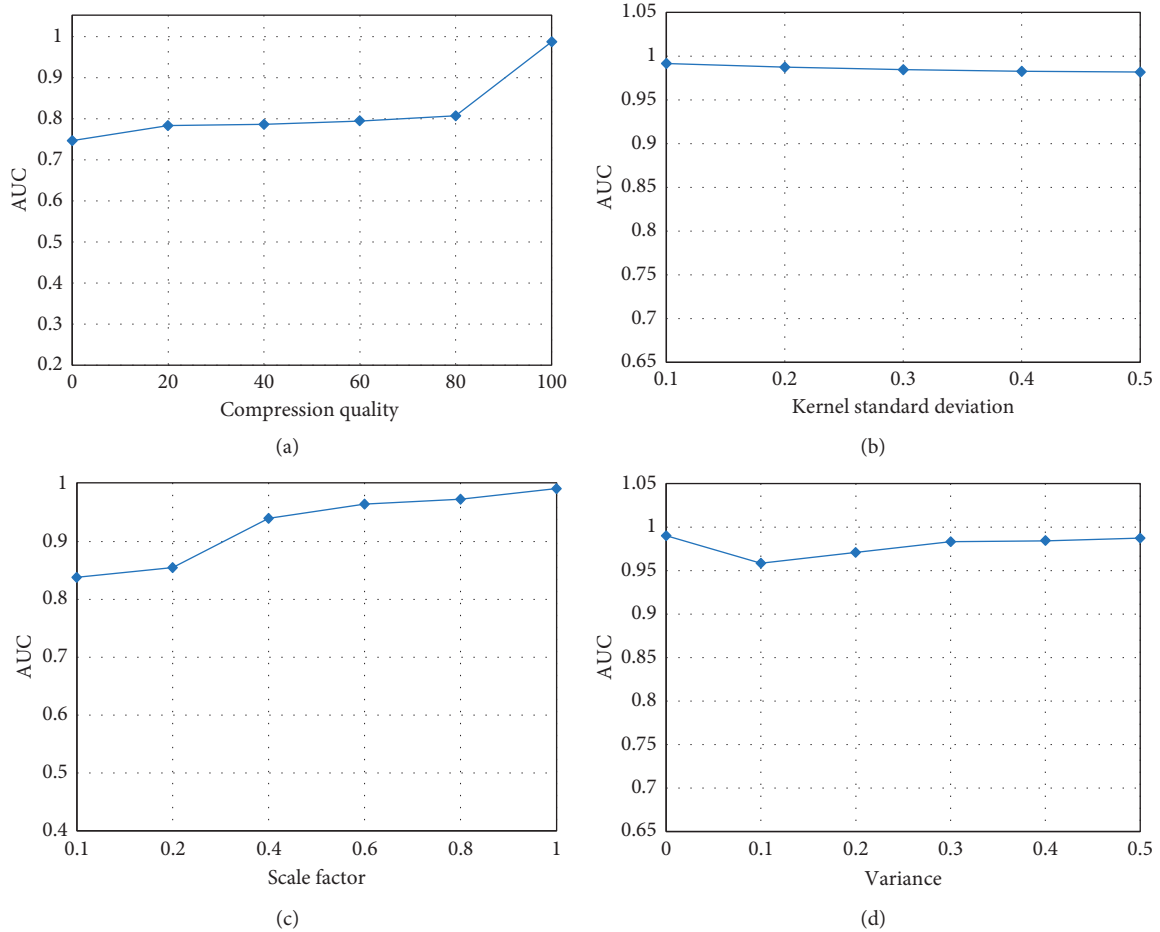 1
0.9
0.8
0.7
0.6
0.5
0.4
0.3
0.2
AUC
0 20 40 60 80 100
Compression quality
(a)
1.05
1
0.95
0.9
0.85
0.8
0.75
0.7
0.65
AUC
0.1 0.2 0.3 0.4 0.5
Kernel standard deviation
(b)
1
0.9
0.8
0.7
0.6
0.5
0.4
AUC
0.1 0.2 0.4 0.6 0.8 1
Scale factor
(c)
1.05
1
0.95
0.9
0.85
0.8
0.75
0.7
0.65
AUC
0 0.1 0.2 0.3 0.4 0.5
Variance
(d)